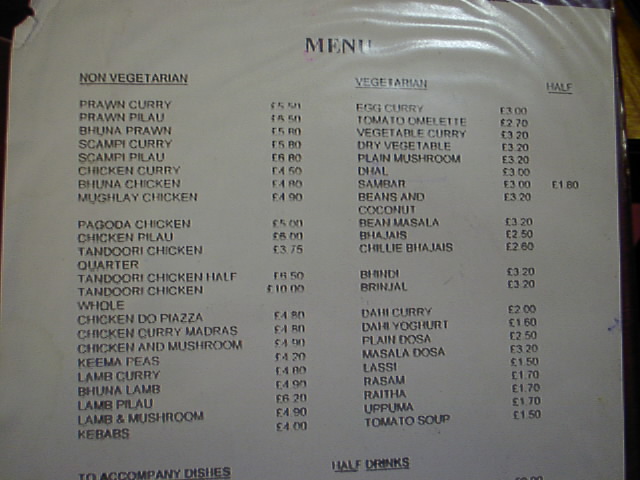 MENU
NON VEGETARIAN
PRAWN CURRY £5.50
PRAWN PILAU £6.50
BHUNA PRAWN £5.80
SCAMPI CURRY £5.80
SCAMPI PILAU £6.80
CHICKEN CURRY £4.50
BHUNA CHICKEN £4.80
MUGHLAY CHICKEN £4.90
PAGODA CHICKEN £5.00
CHICKEN PILAU £6.00
TANDOORI CHICKEN £3.75
QUARTER
TANDOORI CHICKEN HALF £6.50
TANDOORI CHICKEN £10.00
WHOLE
CHICKEN DO PIAZZA £4.80
CHICKEN CURRY MADRAS £4.80
CHICKEN AND MUSHROOM £4.90
KEEMA PEAS £4.20
LAMB CURRY £4.80
BHUNA LAMB £4.90
LAMB PILAU £6.20
LAMB & MUSHROOM £4.90
KEBABS £4.00
TO ACCOMPANY DISHES
VEGETARIAN HALF
EGG CURRY £3.00
TOMATO OMELETTE £2.70
VEGETABLE CURRY £3.20
DRY VEGETABLE £3.20
PLAIN MUSHROOM £3.20
DHAL £3.00
SAMBAR £3.00 £1.80
BEANS AND £3.20
COCONUT
BEAN MASALA £3.20
BHAJAIS £2.50
CHILLIE BHAJAIS £2.60
BHINDI £3.20
BRINJAL £3.20
DAHI CURRY £2.00
DAHI YOGHURT £1.60
PLAIN DOSA £2.50
MASALA DOSA £3.20
LASSI £1.50
RASAM £1.70
RAITHA £1.70
UPPUMA £1.70
TOMATO SOUP £1.50
HALF DRINKS